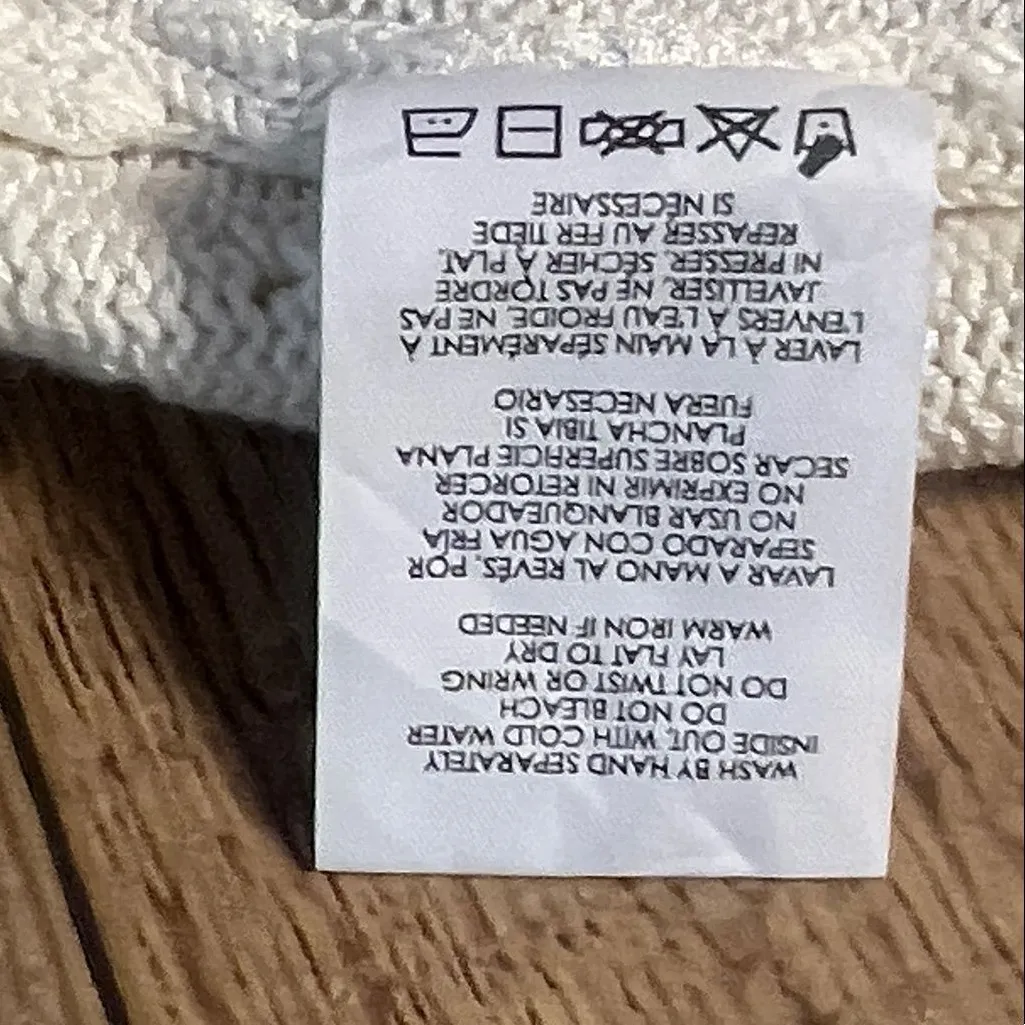 WASH BY HAND SEPARATELY
INSIDE OUT, WITH COLD WATER
DO NOT BLEACH
DO NOT TWIST OR WRING
LAY FLAT TO DRY
WARM IRON IF NEEDED
LAVAR A MANO AL REVÉS, POR
SEPARADO CON AGUA FRÍA
NO USAR BLANQUEADOR
NO EXPRIMIR NI RETORCER
SECAR SOBRE SUPERFICIE PLANA
PLANCHA TIBIA SI
FUERA NECESARIO
LAVER À LA MAIN SÉPARÉMENT À
L'ENVERS À L'EAU FROIDE. NE PAS
JAVELLISER. NE PAS TORDRE
NI PRESSER. SÉCHER À PLAT.
REPASSER AU FER TIÈDE
SI NÉCESSAIRE